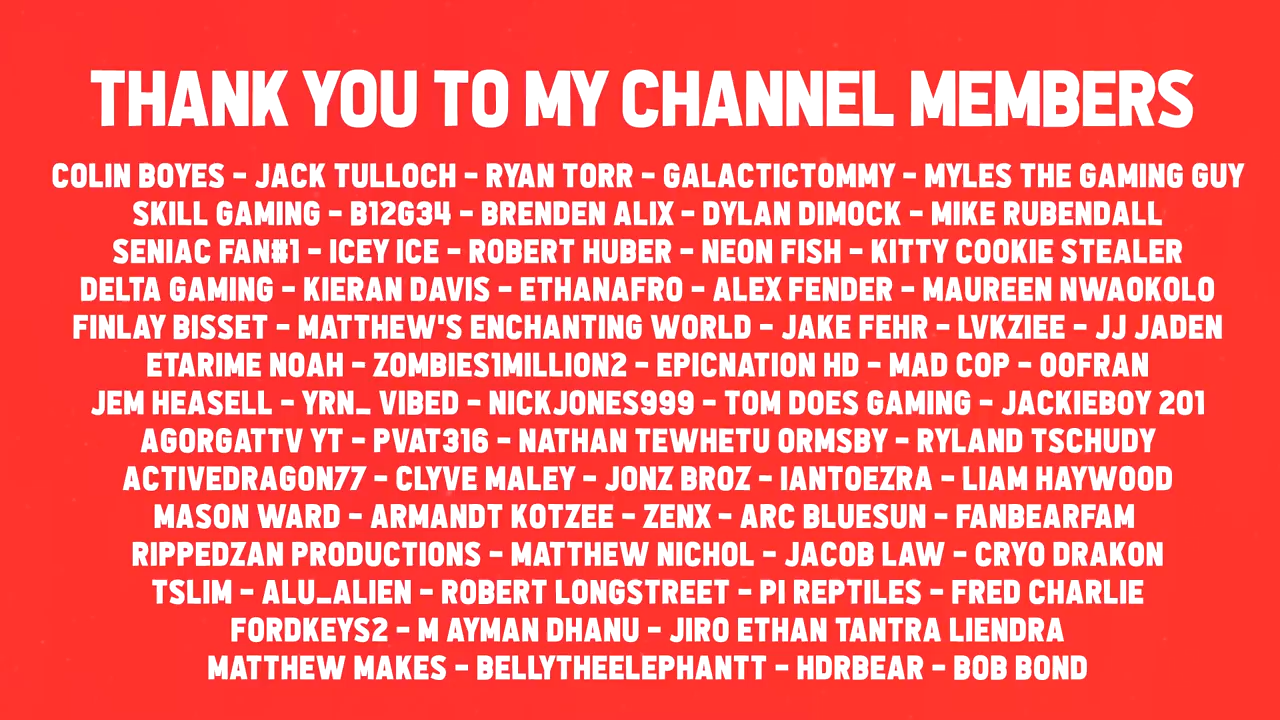 THANK YOU TO MY CHANNEL MEMBERS
COLIN BOYES - JACK TULLOCH - RYAN TORR - GALACTICTOMMY - MYLES THE GAMING GUY
SKILL GAMING - B12G34 - BRENDEN ALIX - DYLAN DIMOCK - MIKE RUBENDALL
SENIAC FAN#1 - ICEY ICE - ROBERT HUBER - NEON FISH - KITTY COOKIE STEALER
DELTA GAMING - KIERAN DAVIS - ETHANAFRO - ALEX FENDER - MAUREEN NWAOKOLO
FINLAY BISSET - MATTHEW'S ENCHANTING WORLD - JAKE FEHR - LVKZIEE - JJ JADEN
ETARIME NOAH - ZOMBIES1MILLION2 - EPICNATION HD - MAD COP - OOFRAN
JEM HEASELL - YRN_ VIBED - NICKJONES999 - TOM DOES GAMING - JACKIEBOY 201
AGORGATTV YT - PVAT316 - NATHAN TEWHETU ORMSBY - RYLAND TSCHUDY
ACTIVEDRAGON77 - CLYVE MALEY - JONZ BROZ - IANTOEZRA - LIAM HAYWOOD
MASON WARD - ARMANDT KOTZEE - ZENX - ARC BLUESUN - FANBEARFAM
RIPPEDZAN PRODUCTIONS - MATTHEW NICHOL - JACOB LAW - CRYO DRAKON
TSLIM - ALU_ALIEN - ROBERT LONGSTREET - PI REPTILES - FRED CHARLIE
FORDKEYS2 - M AYMAN DHANU - JIRO ETHAN TANTRA LIENDRA
MATTHEW MAKES - BELLYTHEELEPHANTT - HDRBEAR - BOB BOND